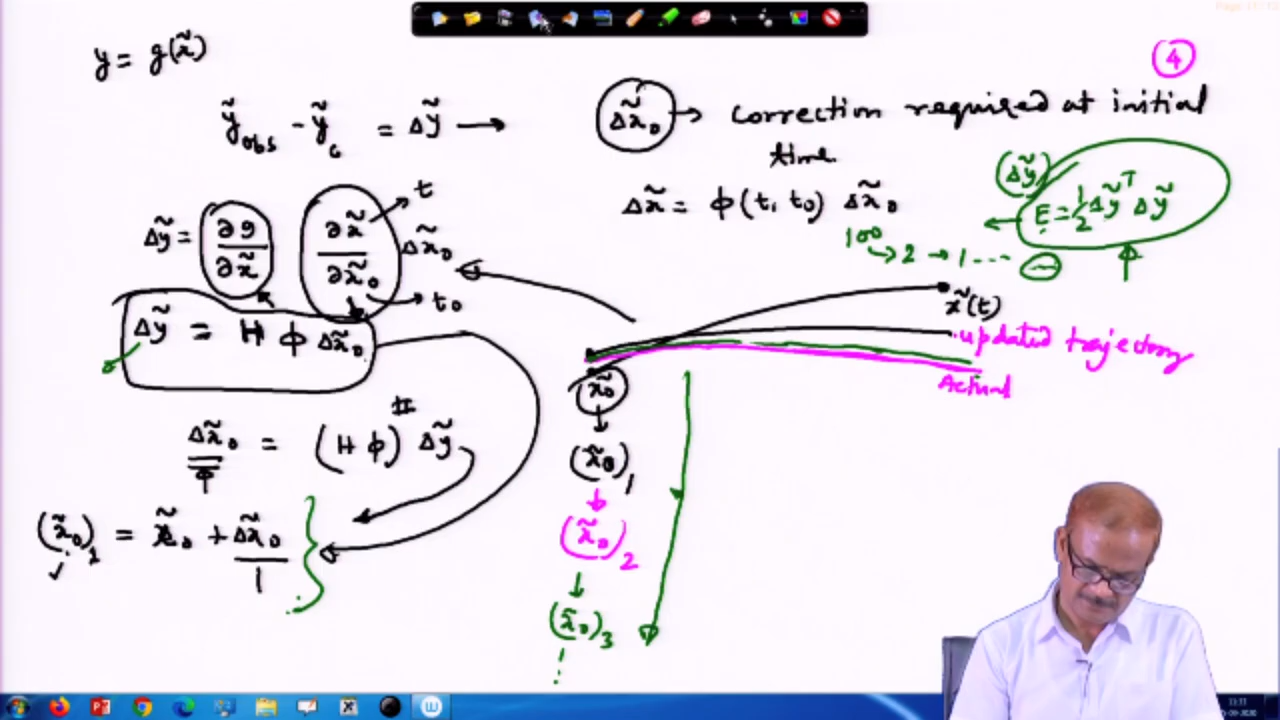 y = g(x̃)
④
ỹ_obs - ỹ_c = Δỹ →
Δx̃₀ → correction required at initial
time
Δx̃ = ϕ(t, t₀) Δx̃₀
(Δỹ)
E = 1/2 Δỹᵀ Δỹ
100 → 2 → 1 ----
Δỹ = ∂g/∂x̃ ∂x̃/∂x̃₀ Δx̃₀
t
t₀
Δỹ = H ϕ Δx̃₀
x̃(t)
updated trajectory
Actual
Δx̃₀ = (H ϕ)^# Δỹ
(x̃₀)₁ = x̃₀ + Δx̃₀
x̃₀
↓
(x̃₀)₁
↓
(x̃₀)₂
↓
(x̃₀)₃